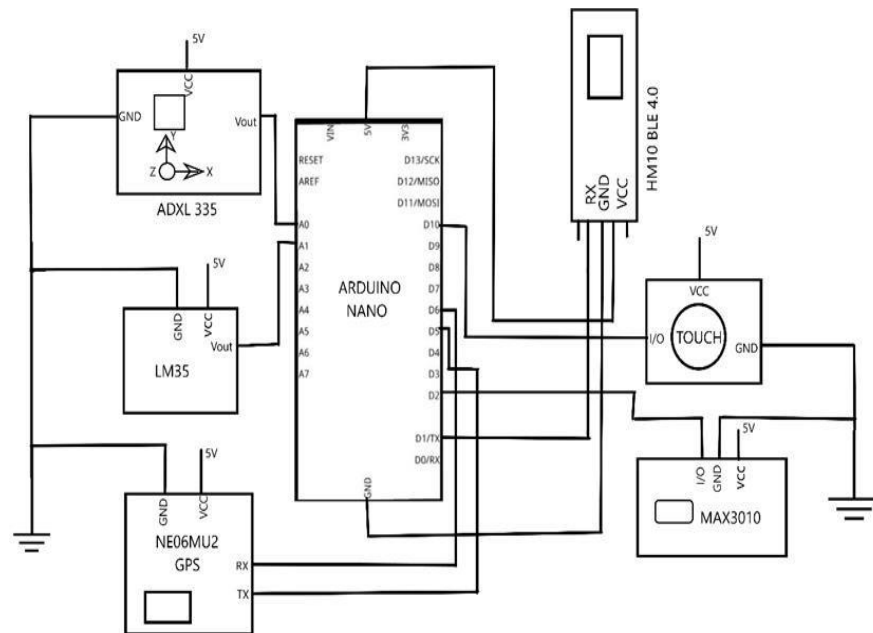 5V
VCC
GND
Vout
Y
Z
X
ADXL 335
5V
GND
VCC
Vout
LM35
5V
GND
VCC
NE06MU2
GPS
RX
TX
VIN
5V
3V3
RESET
AREF
A0
A1
A2
A3
A4
A5
A6
A7
D13/SCK
D12/MISO
D11/MOSI
D10
D9
D8
D7
D6
D5
D4
D3
D2
D1/TX
D0/RX
ARDUINO
NANO
GND
RX
GND
VCC
HM10 BLE 4.0
5V
VCC
I/O
TOUCH
GND
5V
I/O
GND
VCC
MAX3010